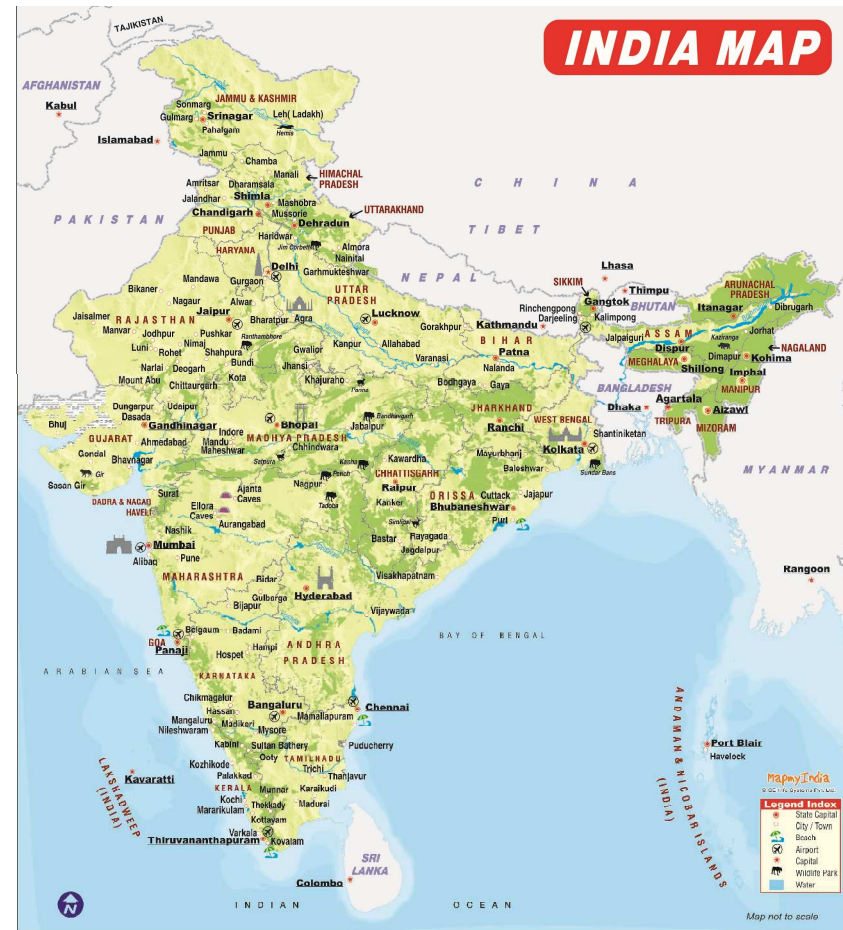 INDIA MAP
TAJIKISTAN
AFGHANISTAN
Kabul
Islamabad
JAMMU & KASHMIR
Sonmarg
Gulmarg
Srinagar
Pahalgam
Leh( Ladakh)
Hemis
Jammu
Chamba
Manali
HIMACHAL
PRADESH
Amritsar
Dharamsala
Jalandhar
Shimla
Mashobra
Chandigarh
Mussorie
UTTARAKHAND
Dehradun
PAKISTAN
PUNJAB
Haridwar
HARYANA
Jim Corbett
Almora
Nainital
CHINA
TIBET
NEPAL
Delhi
Garhmukteshwar
Mandawa
Gurgaon
Bikaner
UTTAR
PRADESH
Lhasa
SIKKIM
Thimpu
Gangtok
BHUTAN
ARUNACHAL
PRADESH
Itanagar
Dibrugarh
Nagaur
Alwar
Jaisalmer
RAJASTHAN
Jaipur
Bharatpur
Agra
Lucknow
Rinchengpong
Darjeeling
Kalimpong
Manvar
Jodhpur
Pushkar
Ranthambhore
Gorakhpur
Kathmandu
Jalpaiguri
ASSAM
Kaziranga
Jorhat
Luni
Nimaj
Rohet
Shahpura
Gwalior
Kanpur
Allahabad
BIHAR
Dispur
Dimapur
NAGALAND
Kohima
Narlai
Deogarh
Bundi
Jhansi
Varanasi
Patna
Nalanda
MEGHALAYA
Shillong
Imphal
Mount Abu
Chittaurgarh
Kota
Khajuraho
Panna
Bodhgaya
Gaya
BANGLADESH
MANIPUR
Dungarpur
Udaipur
Dasada
Dhaka
Agartala
Aizawl
TRIPURA
MIZORAM
Bhuj
Gandhinagar
Bhopal
Bandhavgarh
Jabalpur
JHARKHAND
Ranchi
WEST BENGAL
Shantiniketan
GUJARAT
Ahmedabad
Indore
Mandu
Maheshwar
MADHYA PRADESH
Chhindwara
Kolkata
Gondal
Bhavnagar
Satpura
Kanha
Kawardha
Mayurbhanj
Baleshwar
Sundar Bans
MYANMAR
Sasan Gir
Gir
Nagpur
Pench
CHHATTISGARH
Raipur
Surat
Ajanta
Caves
Tadoba
ORISSA
Cuttack
Jajapur
DADRA & NAGAR
HAVELI
Ellora
Caves
Kanker
Bhubaneshwar
Nashik
Aurangabad
Simlipal
Puri
Mumbai
Bastar
Rayagada
Jagdalpur
Alibag
Pune
MAHARASHTRA
Bidar
Visakhapatnam
Rangoon
Gulberga
Hyderabad
Bijapur
Vijaywada
Belgaum
Badami
GOA
Panaji
Hospet
Hampi
ANDHRA
PRADESH
BAY OF BENGAL
ARABIAN SEA
KARNATAKA
Chikmagalur
Hassan
Bangaluru
Chennai
Mangaluru
Madikeri
Mamallapuram
Nileshwaram
Mysore
Kabini
Sultan Bathery
Puducherry
Port Blair
Havelock
ANDAMAN & NICOBAR ISLANDS
(INDIA)
Kozhikode
Ooty
TAMILNADU
Kavaratti
LAKSHADWEEP
(INDIA)
Palakkad
Trichi
Thanjavur
KERALA
Munnar
Karaikudi
Kochi
Mararikulam
Thekkady
Madurai
Kottayam
Varkala
Thiruvananthapuram
Kovalam
SRI
LANKA
Colombo
INDIAN OCEAN
N
MapmyIndia
Legend Index
State Capital
City / Town
Beach
Airport
Capital
Wildlife Park
Water
Map not to scale